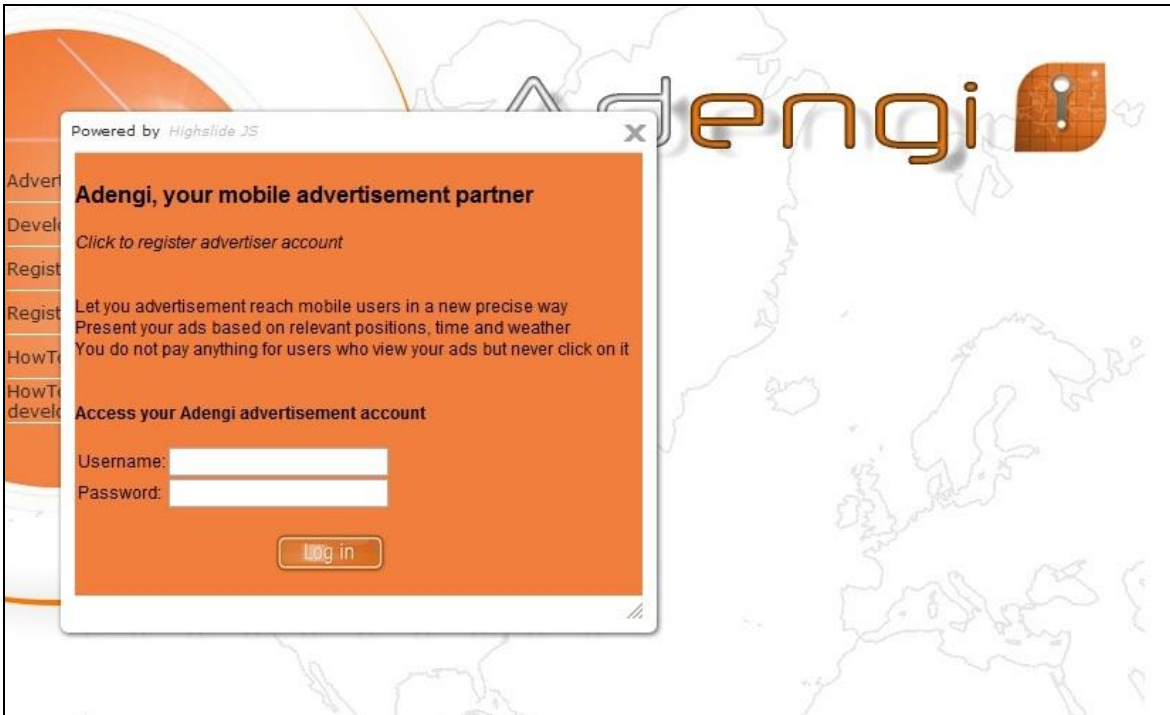 Adengi
Powered by Highslide JS
Adengi, your mobile advertisement partner
Click to register advertiser account
Let you advertisement reach mobile users in a new precise way
Present your ads based on relevant positions, time and weather
You do not pay anything for users who view your ads but never click on it
Access your Adengi advertisement account
Username:
Password:
Log in